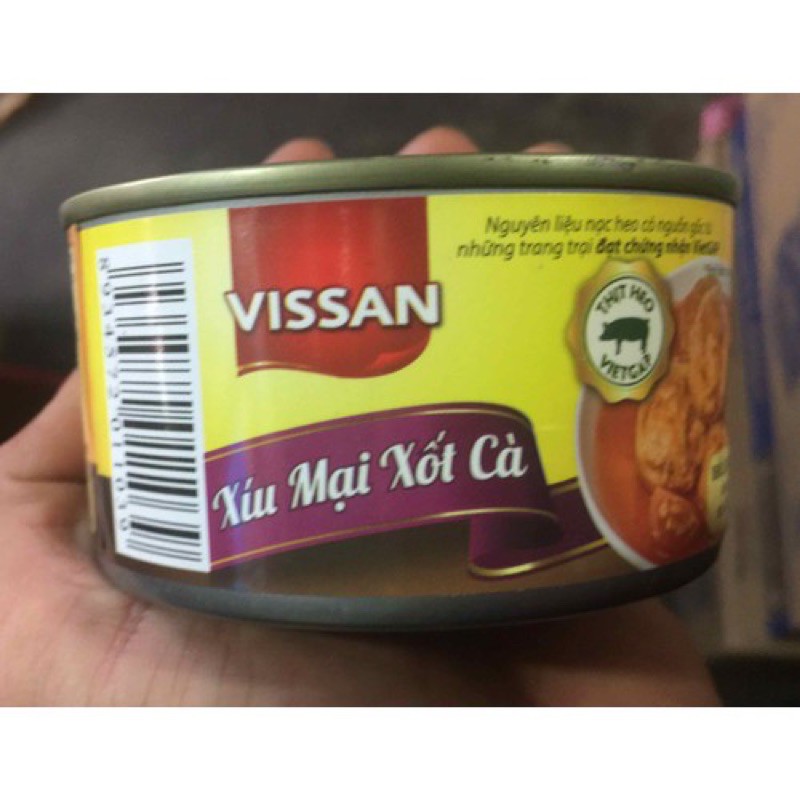 VISSAN
Xíu Mại Xốt Cà
Nguyên liệu nạc heo có nguồn gốc từ
những trang trại đạt chứng nhận VietGAP
THỊT HEO
VIETGAP